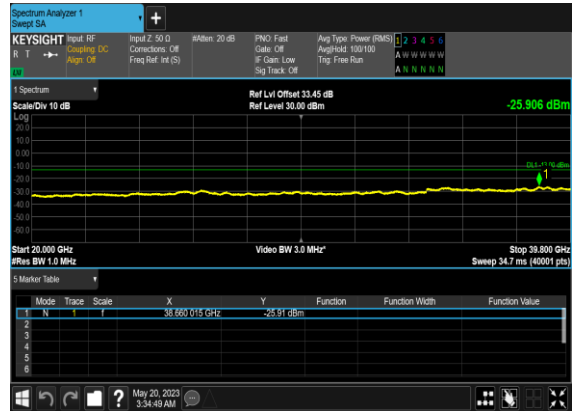 Spectrum Analyzer 1
Swept SA
+
KEYSIGHT Input: RF Input Z: 50 Ω #Atten: 20 dB PNO: Fast Avg Type: Power (RMS) 1 2 3 4 5 6
R T Coupling: DC Corrections: Off Gate: Off Avg|Hold: 100/100 A W W W W W
Align: Off Freq Ref: Int (S) IF Gain: Low Trig: Free Run
Sig Track: Off A N N N N N
1 Spectrum
Ref Lvl Offset 33.45 dB
Scale/Div 10 dB Ref Level 30.00 dBm -25.906 dBm
Log
20.0
10.0
0.00
-10.0
DL1 -13.00 dBm
1
-20.0
-30.0
-40.0
-50.0
-60.0
Start 20.000 GHz Video BW 3.0 MHz* Stop 39.800 GHz
#Res BW 1.0 MHz Sweep 34.7 ms (40001 pts)
5 Marker Table
Mode Trace Scale X Y Function Function Width Function Value
1 N 1 f 38.660 015 GHz -25.91 dBm
2
3
4
5
6
? May 20, 2023
3:34:49 AM